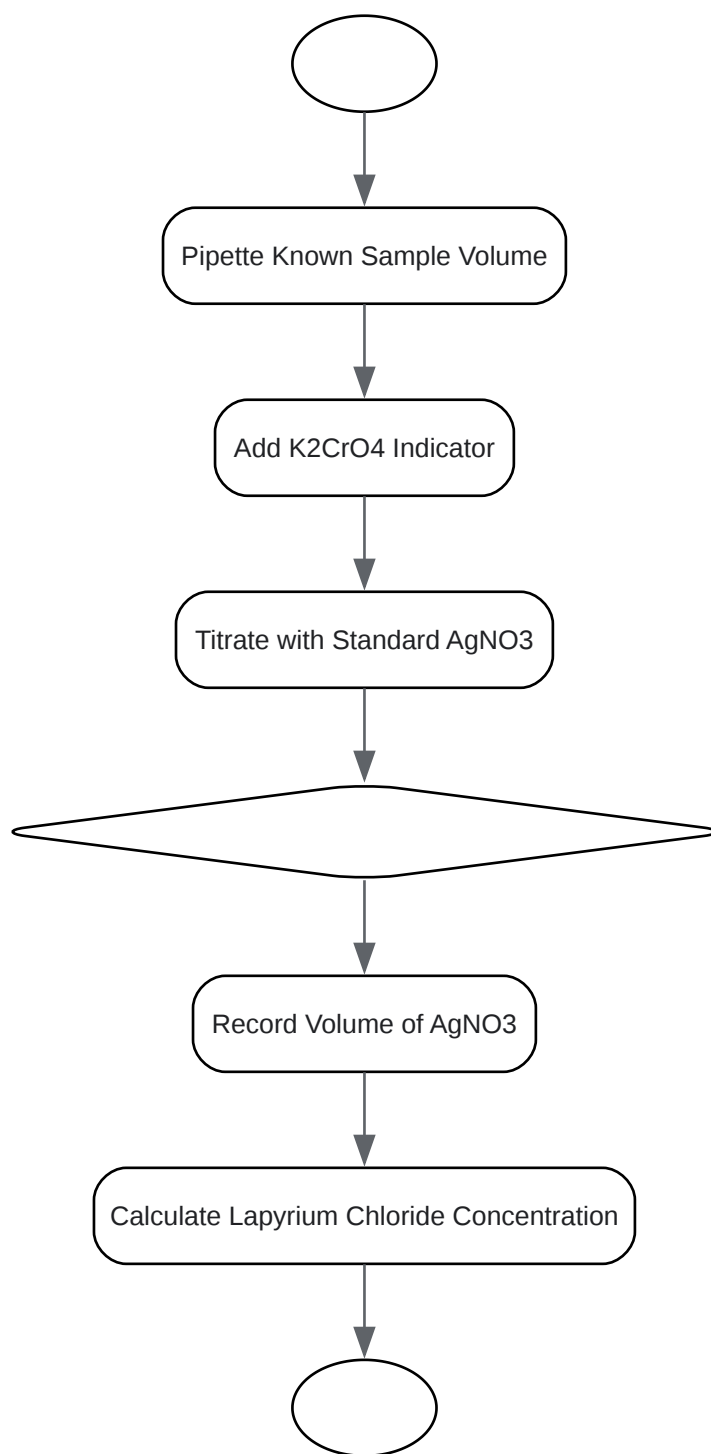 Pipette Known Sample Volume
Add K2CrO4 Indicator
Titrate with Standard AgNO3
Record Volume of AgNO3
Calculate Lapyrium Chloride Concentration